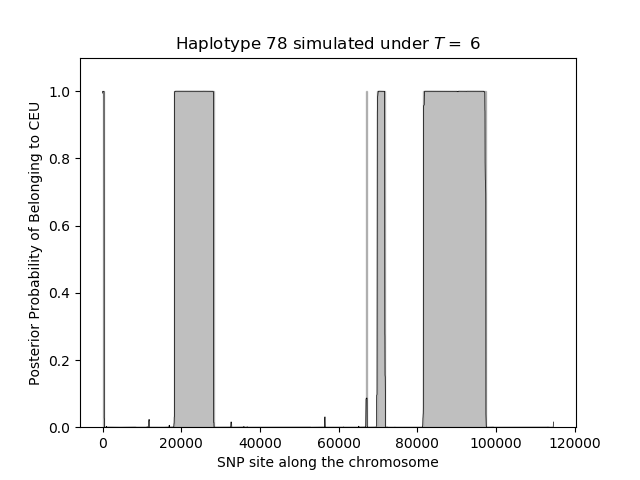 Haplotype 78 simulated under T = 6
Posterior Probability of Belonging to CEU
1.0
0.8
0.6
0.4
0.2
0.0
0 20000 40000 60000 80000 100000 120000
SNP site along the chromosome